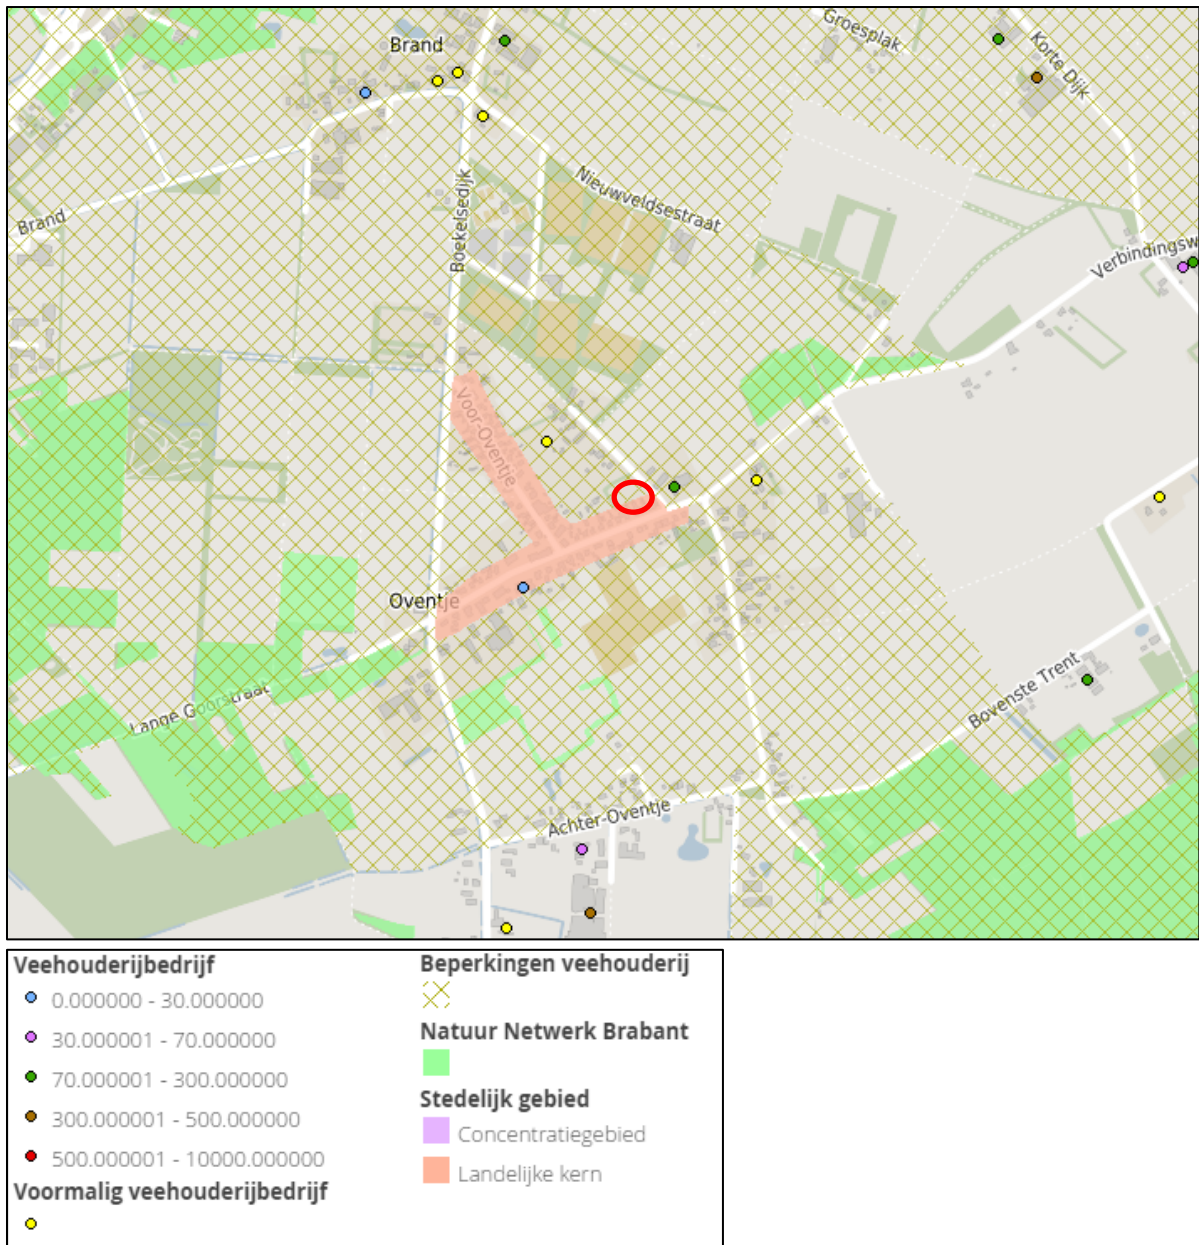 Brand
Groesplak
Korte Dijk
Brand
Boekelsedijk
Nieuwveldsestraat
Verbindingsw
Voor-Oventje
Oventje
Lange Goorstraat
Bovenste Trent
Achter-Oventje
Veehouderijbedrijf
0.000000 - 30.000000
30.000001 - 70.000000
70.000001 - 300.000000
300.000001 - 500.000000
500.000001 - 10000.000000
Voormalig veehouderijbedrijf
Beperkingen veehouderij
Natuur Netwerk Brabant
Stedelijk gebied
Concentratiegebied
Landelijke kern